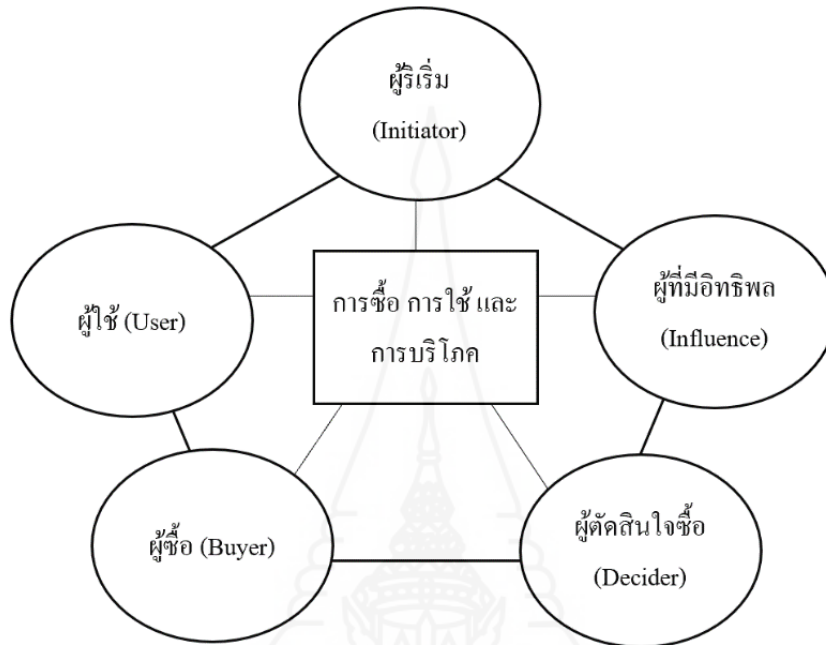 ผู้ริเริ่ม
(Initiator)
ผู้ใช้ (User)
การซื้อ การใช้ และ
การบริโภค
ผู้ที่มีอิทธิพล
(Influence)
ผู้ซื้อ (Buyer)
ผู้ตัดสินใจซื้อ
(Decider)